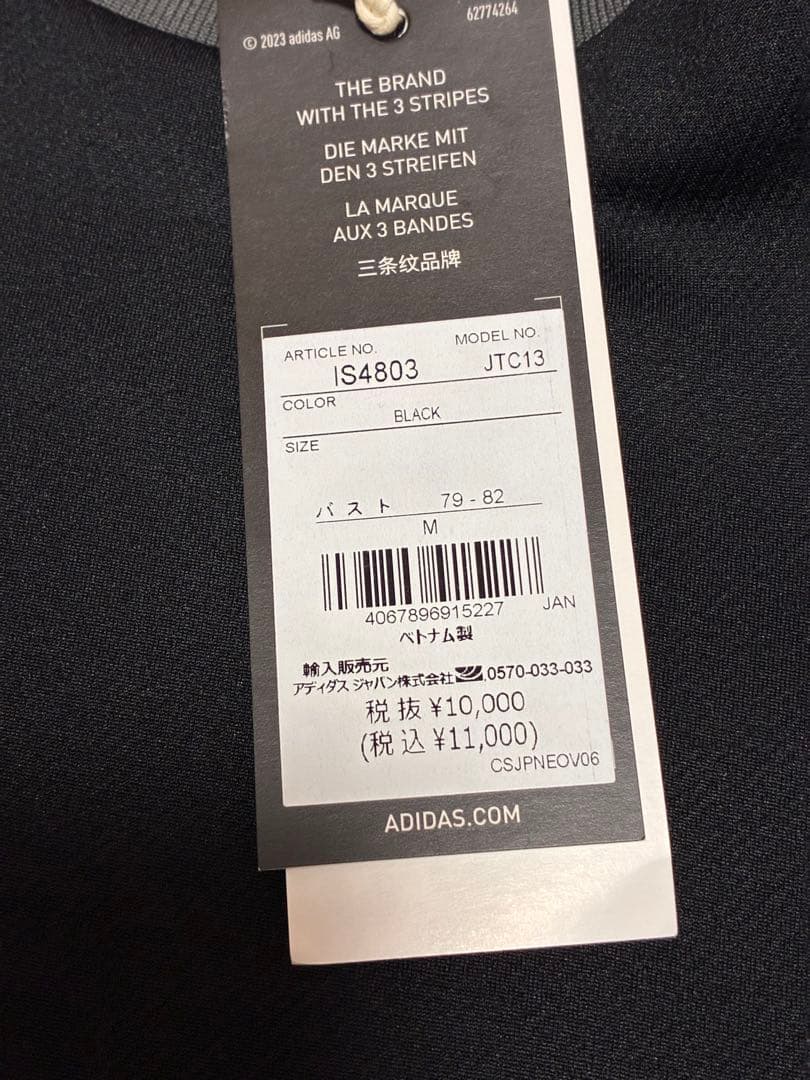 © 2023 adidas AG
62774264
THE BRAND
WITH THE 3 STRIPES
DIE MARKE MIT
DEN 3 STREIFEN
LA MARQUE
AUX 3 BANDES
三条纹品牌
ARTICLE NO.
MODEL NO.
IS4803
JTC13
COLOR
BLACK
SIZE
バスト 79 - 82
M
4067896915227 JAN
ベトナム製
輸入販売元
アディダス ジャパン株式会社 0570-033-033
税抜 ¥10,000
(税込 ¥11,000)
CSJPNEOV06
ADIDAS.COM